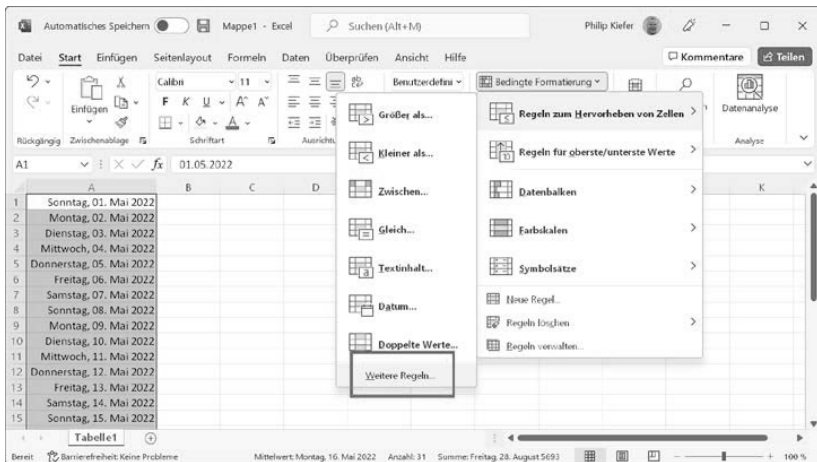 Automatisches Speichern
Mappe1 - Excel
Suchen (Alt+M)
Philip Kiefer
Datei Start Einfügen Seitenlayout Formeln Daten Überprüfen Ansicht Hilfe
Kommentare Teilen
Einfügen
Calibri 11
F K U
Benutzerdefini
Bedingte Formatierung
Datenanalyse
Rückgängig Zwischenablage Schriftart Ausrichtu Analyse
A1 fx 01.05.2022
A B C D K
1 Sonntag, 01. Mai 2022
2 Montag, 02. Mai 2022
3 Dienstag, 03. Mai 2022
4 Mittwoch, 04. Mai 2022
5 Donnerstag, 05. Mai 2022
6 Freitag, 06. Mai 2022
7 Samstag, 07. Mai 2022
8 Sonntag, 08. Mai 2022
9 Montag, 09. Mai 2022
10 Dienstag, 10. Mai 2022
11 Mittwoch, 11. Mai 2022
12 Donnerstag, 12. Mai 2022
13 Freitag, 13. Mai 2022
14 Samstag, 14. Mai 2022
15 Sonntag, 15. Mai 2022
Größer als...
Kleiner als...
Zwischen...
Gleich...
Textinhalt...
Datum...
Doppelte Werte...
Weitere Regeln...
Regeln zum Hervorheben von Zellen
Regeln für oberste/unterste Werte
Datenbalken
Farbskalen
Symbolsätze
Neue Regel...
Regeln löschen
Regeln verwalten...
Tabelle1
Bereit Barrierefreiheit: Keine Probleme Mittelwert: Montag, 16. Mai 2022 Anzahl: 31 Summe: Freitag, 28. August 5693 100 %